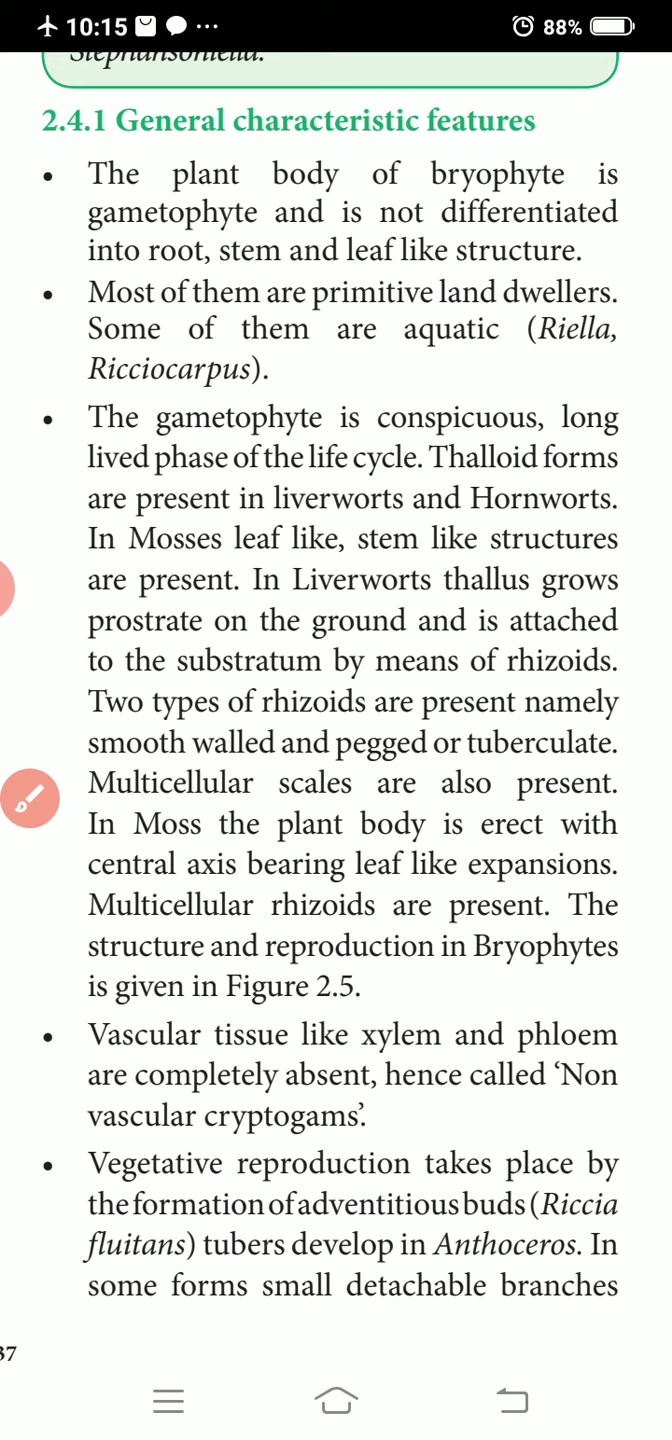 10:15 ... 88%
Stephansoniella.
2.4.1 General characteristic features
• The plant body of bryophyte is
gametophyte and is not differentiated
into root, stem and leaf like structure.
• Most of them are primitive land dwellers.
Some of them are aquatic (Riella,
Ricciocarpus).
• The gametophyte is conspicuous, long
lived phase of the life cycle. Thalloid forms
are present in liverworts and Hornworts.
In Mosses leaf like, stem like structures
are present. In Liverworts thallus grows
prostrate on the ground and is attached
to the substratum by means of rhizoids.
Two types of rhizoids are present namely
smooth walled and pegged or tuberculate.
Multicellular scales are also present.
In Moss the plant body is erect with
central axis bearing leaf like expansions.
Multicellular rhizoids are present. The
structure and reproduction in Bryophytes
is given in Figure 2.5.
• Vascular tissue like xylem and phloem
are completely absent, hence called ‘Non
vascular cryptogams’.
• Vegetative reproduction takes place by
the formation of adventitious buds (Riccia
fluitans) tubers develop in Anthoceros. In
some forms small detachable branches
37